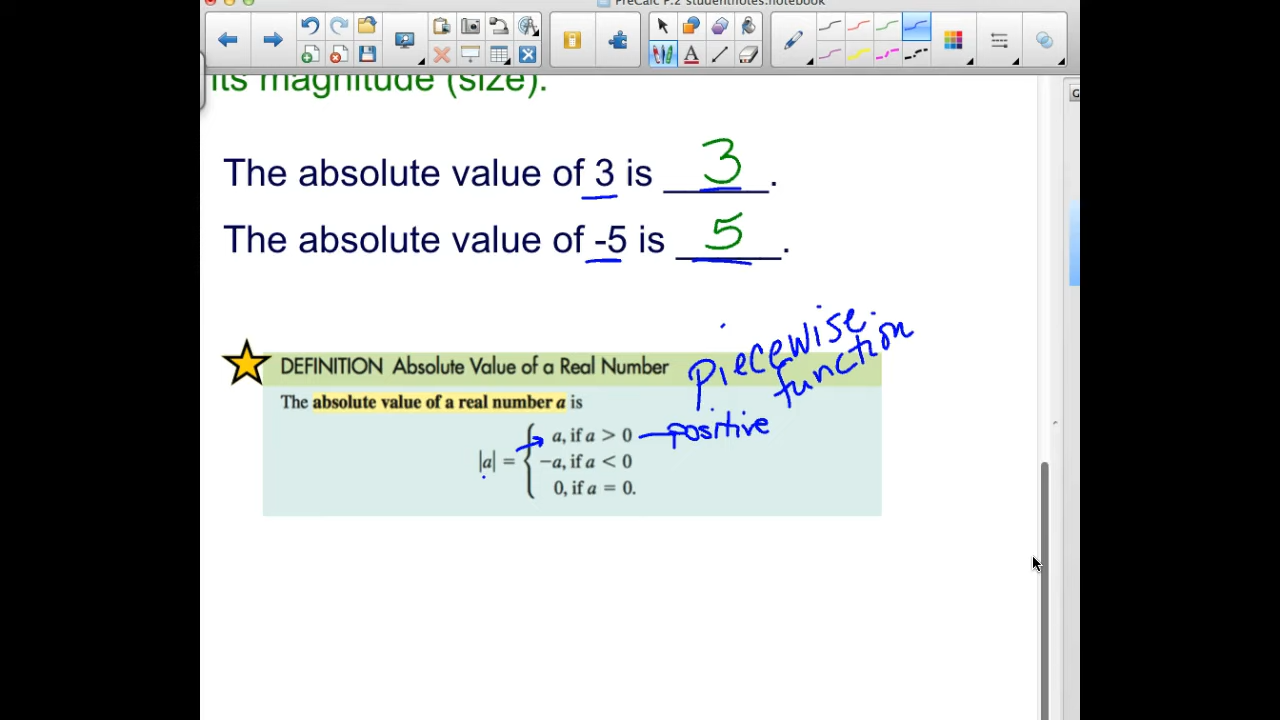 PreCalc P.2 studentnotes.notebook
its magnitude (size).
The absolute value of 3 is 3.
The absolute value of -5 is 5.
piecewise
function
DEFINITION Absolute Value of a Real Number
The absolute value of a real number a is
a, if a > 0 positive
|a| = { −a, if a < 0
0, if a = 0.